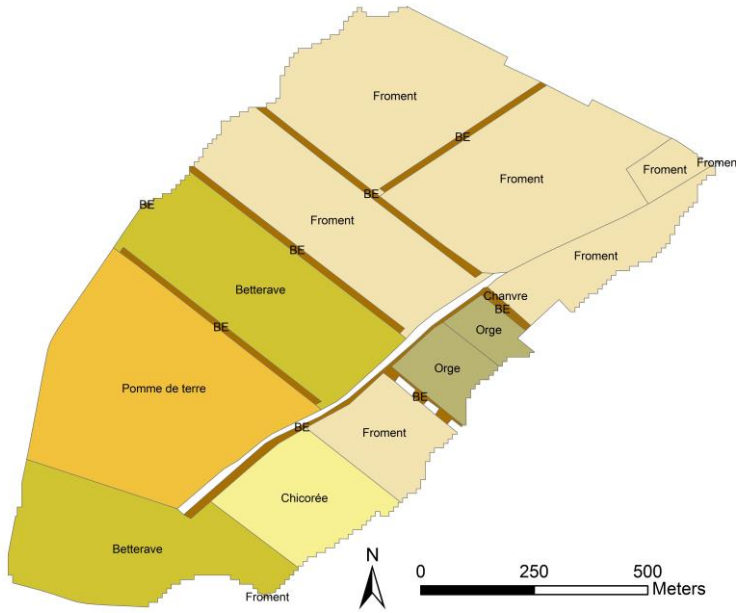 Froment
BE
Froment
Froment
Froment
BE
BE
Froment
BE
Froment
Betterave
Chanvre
BE
Orge
BE
Orge
Pomme de terre
BE
BE
Froment
Chicorée
Betterave
Froment
N
0 250 500
Meters